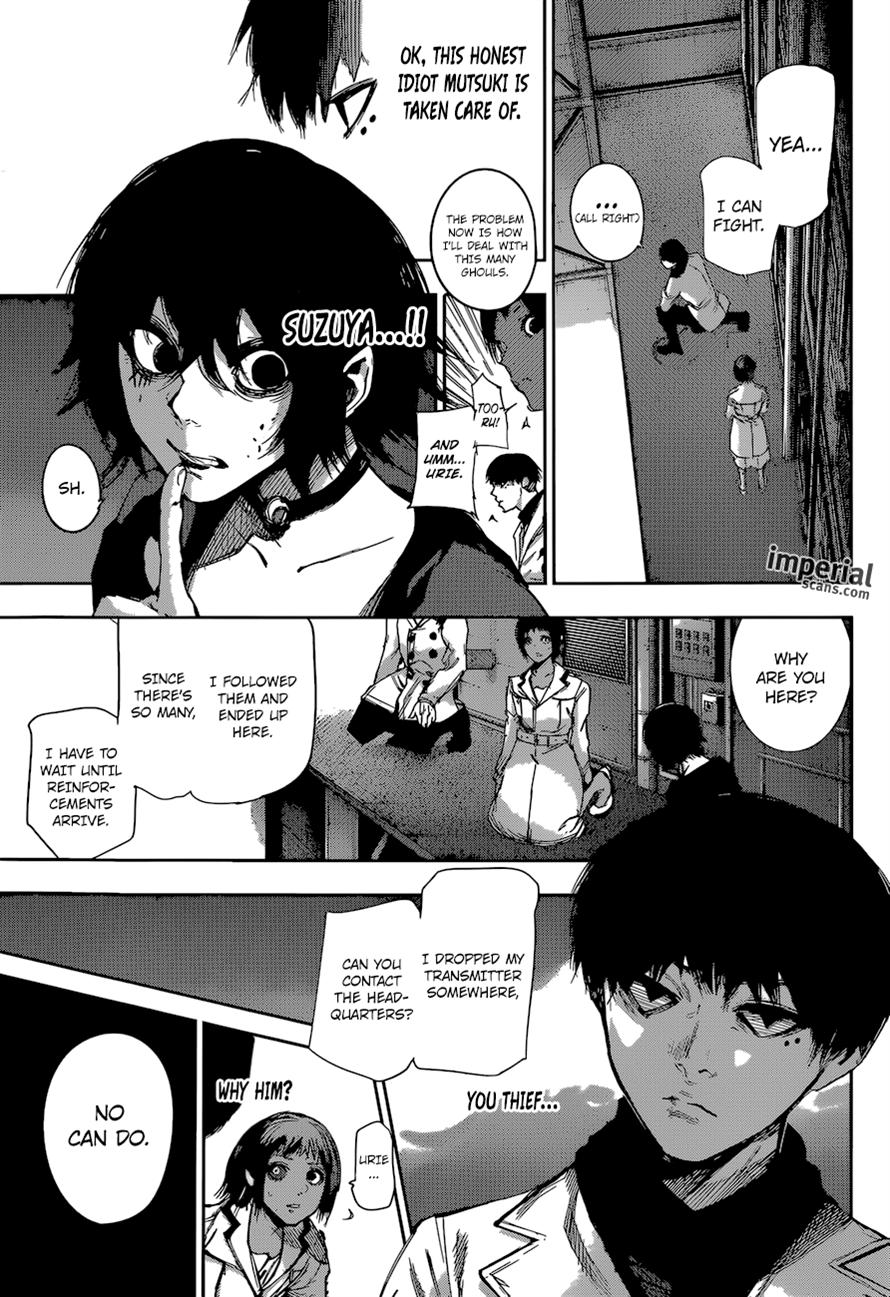 YEA...
I CAN
FIGHT.
...
(ALL RIGHT)
OK, THIS HONEST
IDIOT MUTSUKI IS
TAKEN CARE OF.
THE PROBLEM
NOW IS HOW
I'LL DEAL WITH
THIS MANY
GHOULS.
TOO-
RU!
AND
UMM...
URIE.
SUZUYA....!!
SH.
imperial
scans.com
WHY
ARE YOU
HERE?
I FOLLOWED
THEM AND
ENDED UP
HERE.
SINCE
THERE'S
SO MANY,
I HAVE TO
WAIT UNTIL
REINFOR-
CEMENTS
ARRIVE.
I DROPPED MY
TRANSMITTER
SOMEWHERE,
CAN YOU
CONTACT
THE HEAD-
QUARTERS?
YOU THIEF...
URIE
...
WHY HIM?
NO
CAN DO.